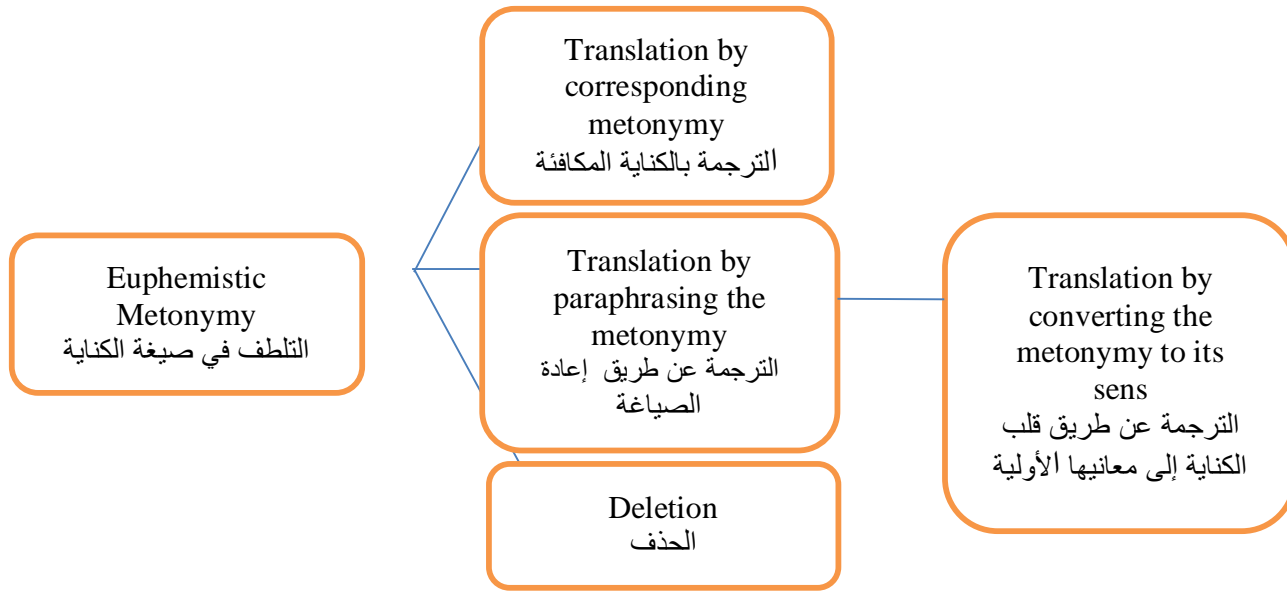 Euphemistic
Metonymy
التلطف في صيغة الكناية
Translation by
corresponding
metonymy
الترجمة بالكناية المكافئة
Translation by
paraphrasing the
metonymy
الترجمة عن طريق إعادة
الصياغة
Deletion
الحذف
Translation by
converting the
metonymy to its
sens
الترجمة عن طريق قلب
الكناية إلى معانيها الأولية